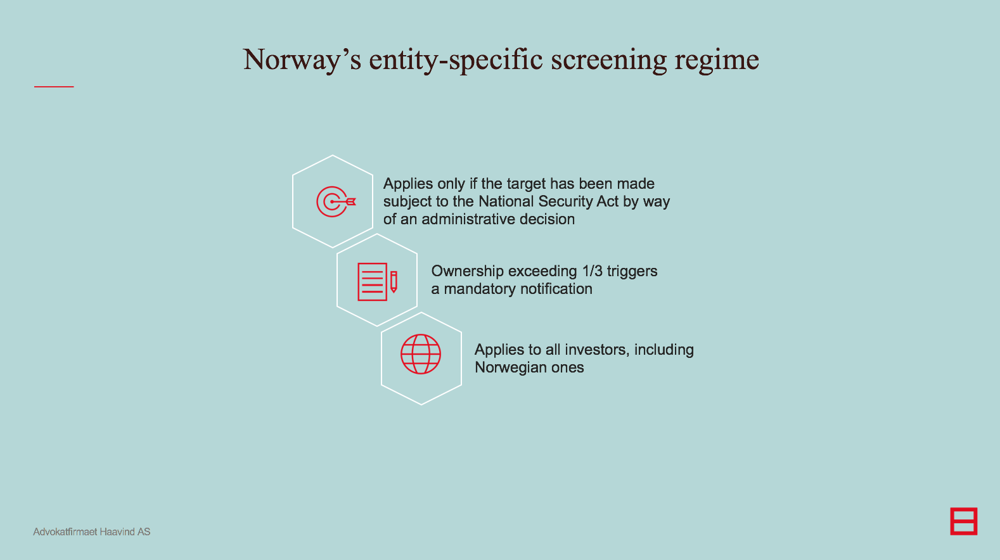 Norway’s entity-specific screening regime
Applies only if the target has been made
subject to the National Security Act by way
of an administrative decision
Ownership exceeding 1/3 triggers
a mandatory notification
Applies to all investors, including
Norwegian ones
Advokatfirmaet Haavind AS